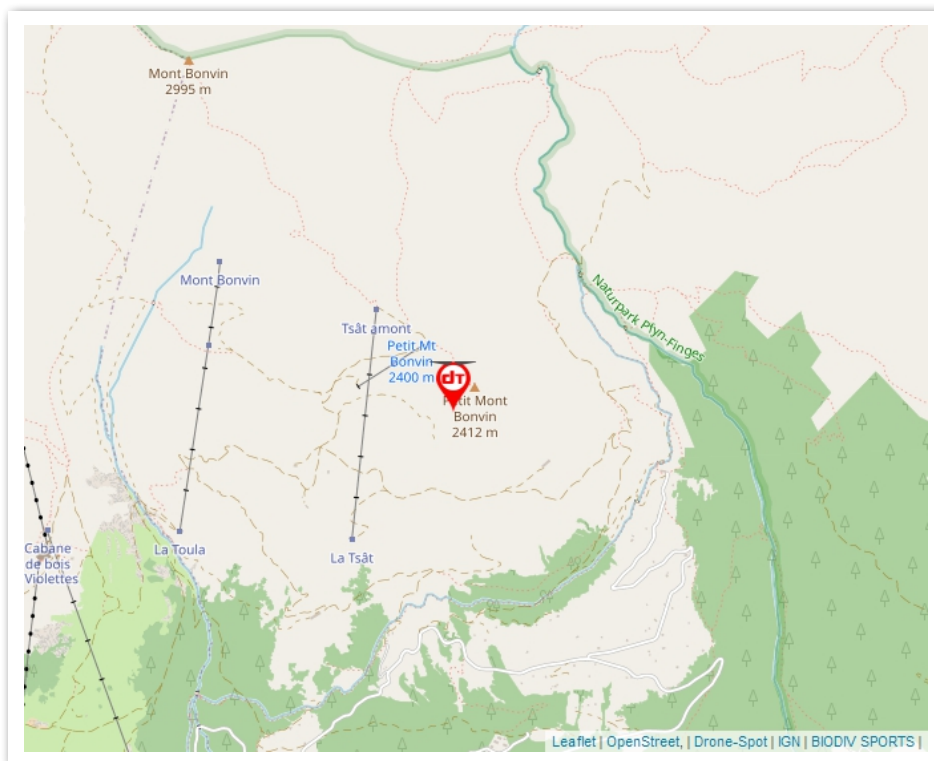 Mont Bonvin
2995 m
Mont Bonvin
Naturpark Pfyn-Finges
Tsât amont
Petit Mt
Bonvin
2400 m
dT
Petit Mont
Bonvin
2412 m
Cabane
de bois
Violettes
La Toula
La Tsât
Leaflet | OpenStreet, | Drone-Spot | IGN | BIODIV SPORTS |